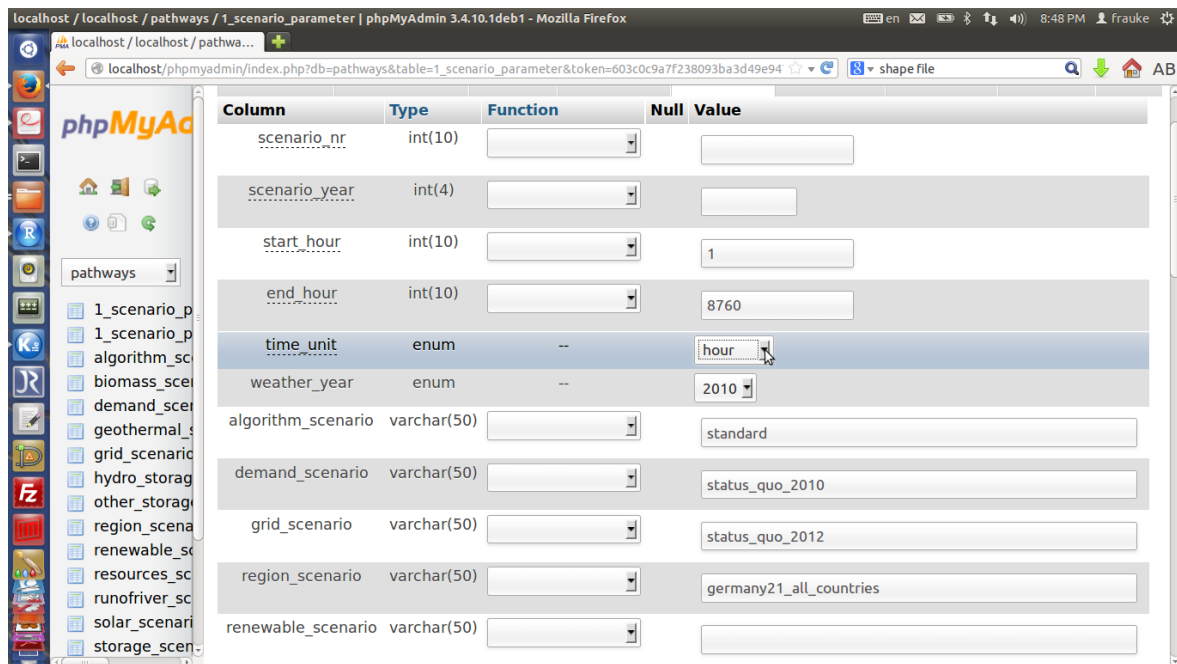 localhost / localhost / pathways / 1_scenario_parameter | phpMyAdmin 3.4.10.1deb1 - Mozilla Firefox en 8:48 PM frauke
PMA localhost / localhost / pathwa...
localhost/phpmyadmin/index.php?db=pathways&table=1_scenario_parameter&token=603c0c9a7f238093ba3d49e94 shape file AB
phpMyAd
pathways
1_scenario_p
1_scenario_p
algorithm_sc
biomass_scen
demand_scen
geothermal_s
grid_scenario
hydro_storag
other_storage
region_scena
renewable_sc
resources_sc
runofriver_sc
solar_scenari
storage_scen
Column Type Function Null Value
scenario_nr int(10)
scenario_year int(4)
start_hour int(10) 1
end_hour int(10) 8760
time_unit enum -- hour
weather_year enum -- 2010
algorithm_scenario varchar(50) standard
demand_scenario varchar(50) status_quo_2010
grid_scenario varchar(50) status_quo_2012
region_scenario varchar(50) germany21_all_countries
renewable_scenario varchar(50)